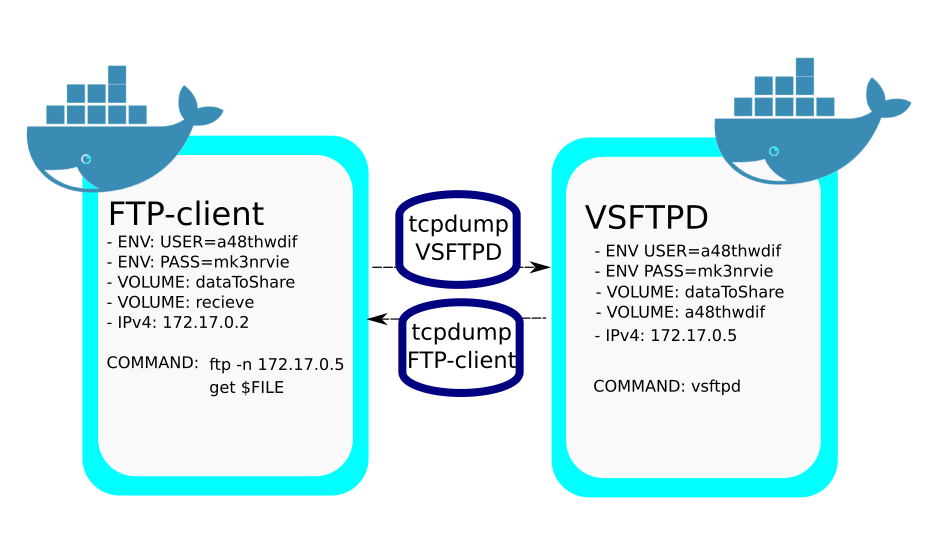 FTP-client
- ENV: USER=a48thwdif
- ENV: PASS=mk3nrvie
- VOLUME: dataToShare
- VOLUME: recieve
- IPv4: 172.17.0.2
COMMAND: ftp -n 172.17.0.5
get $FILE
tcpdump
VSFTPD
tcpdump
FTP-client
VSFTPD
- ENV USER=a48thwdif
- ENV PASS=mk3nrvie
- VOLUME: dataToShare
- VOLUME: a48thwdif
- IPv4: 172.17.0.5
COMMAND: vsftpd